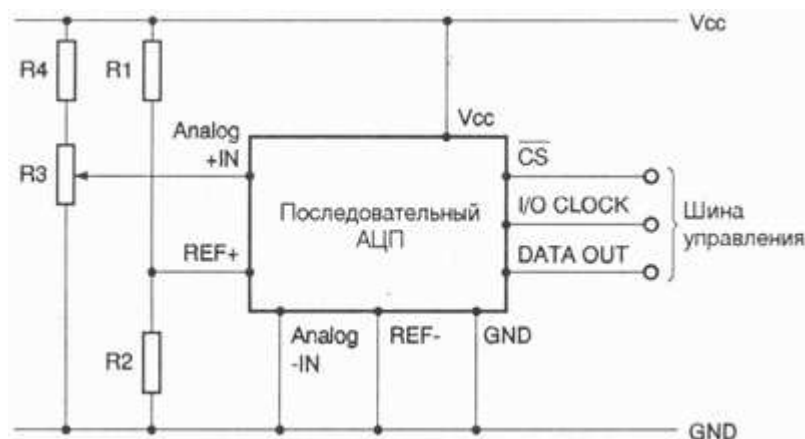 Vcc
R4
R1
Analog
+IN
Vcc
CS
R3
I/O CLOCK
Шина
управления
Последовательный
АЦП
REF+
DATA OUT
R2
Analog
-IN
REF-
GND
GND